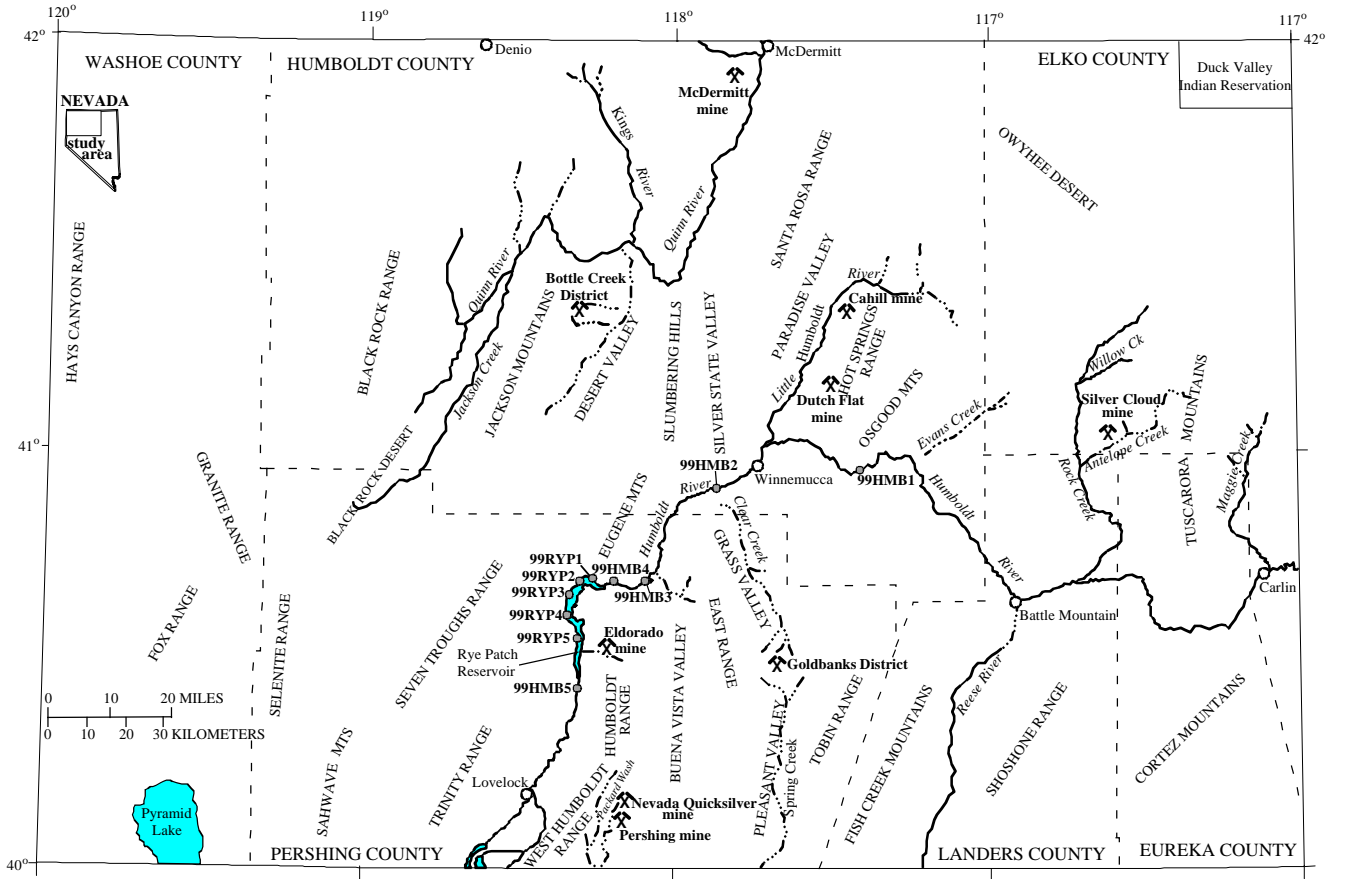 120°
119°
118°
117°
117°
42°
42°
Denio
McDermitt
WASHOE COUNTY
HUMBOLDT COUNTY
ELKO COUNTY
Duck Valley
Indian Reservation
McDermitt
mine
NEVADA
study
area
Kings
River
Quinn River
SANTA ROSA RANGE
OWYHEE DESERT
HAYS CANYON RANGE
BLACK ROCK RANGE
Quinn River
Bottle Creek
District
PARADISE VALLEY
River
Cahill mine
Jackson Creek
JACKSON MOUNTAINS
DESERT VALLEY
SLUMBERING HILLS
SILVER STATE VALLEY
Little
Humboldt
HOT SPRINGS
RANGE
Dutch Flat
mine
OSGOOD MTS
Evans Creek
Willow Ck
Silver Cloud
mine
Antelope Creek
Rock Creek
TUSCARORA MOUNTAINS
Maggie Creek
41°
BLACK ROCK DESERT
GRANITE RANGE
99HMB2
Winnemucca
99HMB1
River
Humboldt
Humboldt
River
EUGENE MTS
Clear Creek
GRASS VALLEY
99RYP1
99HMB4
99RYP2
99RYP3
99HMB3
99RYP4
99RYP5
Eldorado
mine
Rye Patch
Reservoir
99HMB5
Battle Mountain
Carlin
FOX RANGE
SELENITE RANGE
SEVEN TROUGHS RANGE
EAST RANGE
Goldbanks District
HUMBOLDT
RANGE
BUENA VISTA VALLEY
Reese River
0 10 20 MILES
0 10 20 30 KILOMETERS
SAHWAVE MTS
TRINITY RANGE
Lovelock
WEST HUMBOLDT
RANGE
Packard Wash
Nevada Quicksilver
mine
Pershing mine
PLEASANT VALLEY
Spring Creek
TOBIN RANGE
FISH CREEK MOUNTAINS
SHOSHONE RANGE
CORTEZ MOUNTAINS
Pyramid
Lake
40°
PERSHING COUNTY
LANDERS COUNTY
EUREKA COUNTY